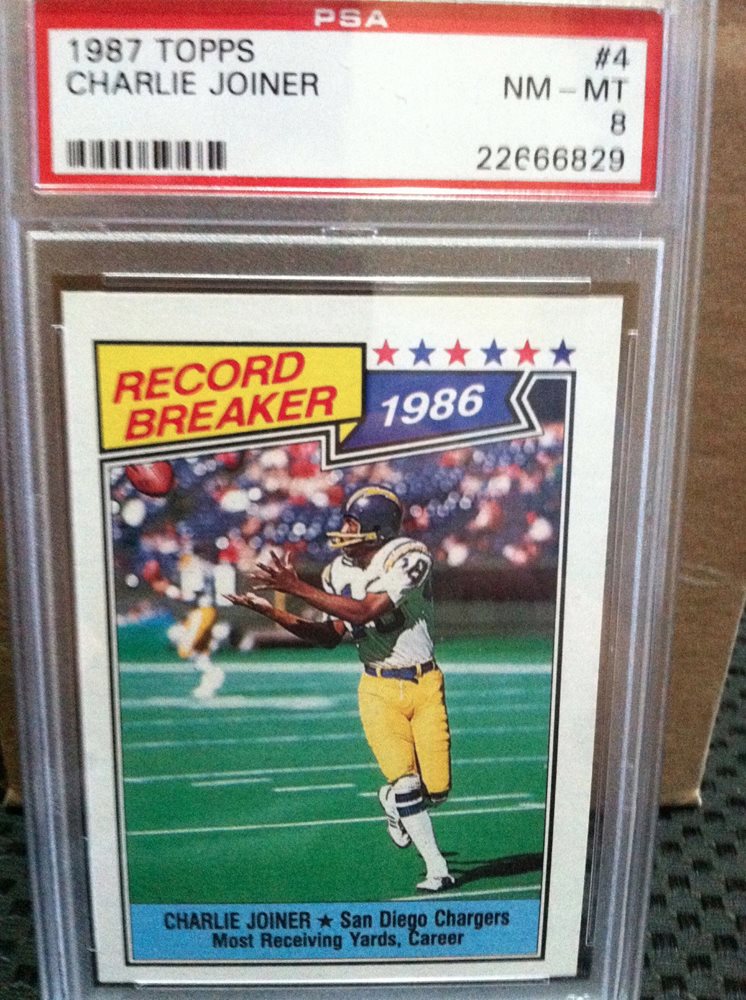 PSA
1987 TOPPS #4
CHARLIE JOINER NM - MT
8
22666829
RECORD
BREAKER
1986
CHARLIE JOINER ★ San Diego Chargers
Most Receiving Yards, Career